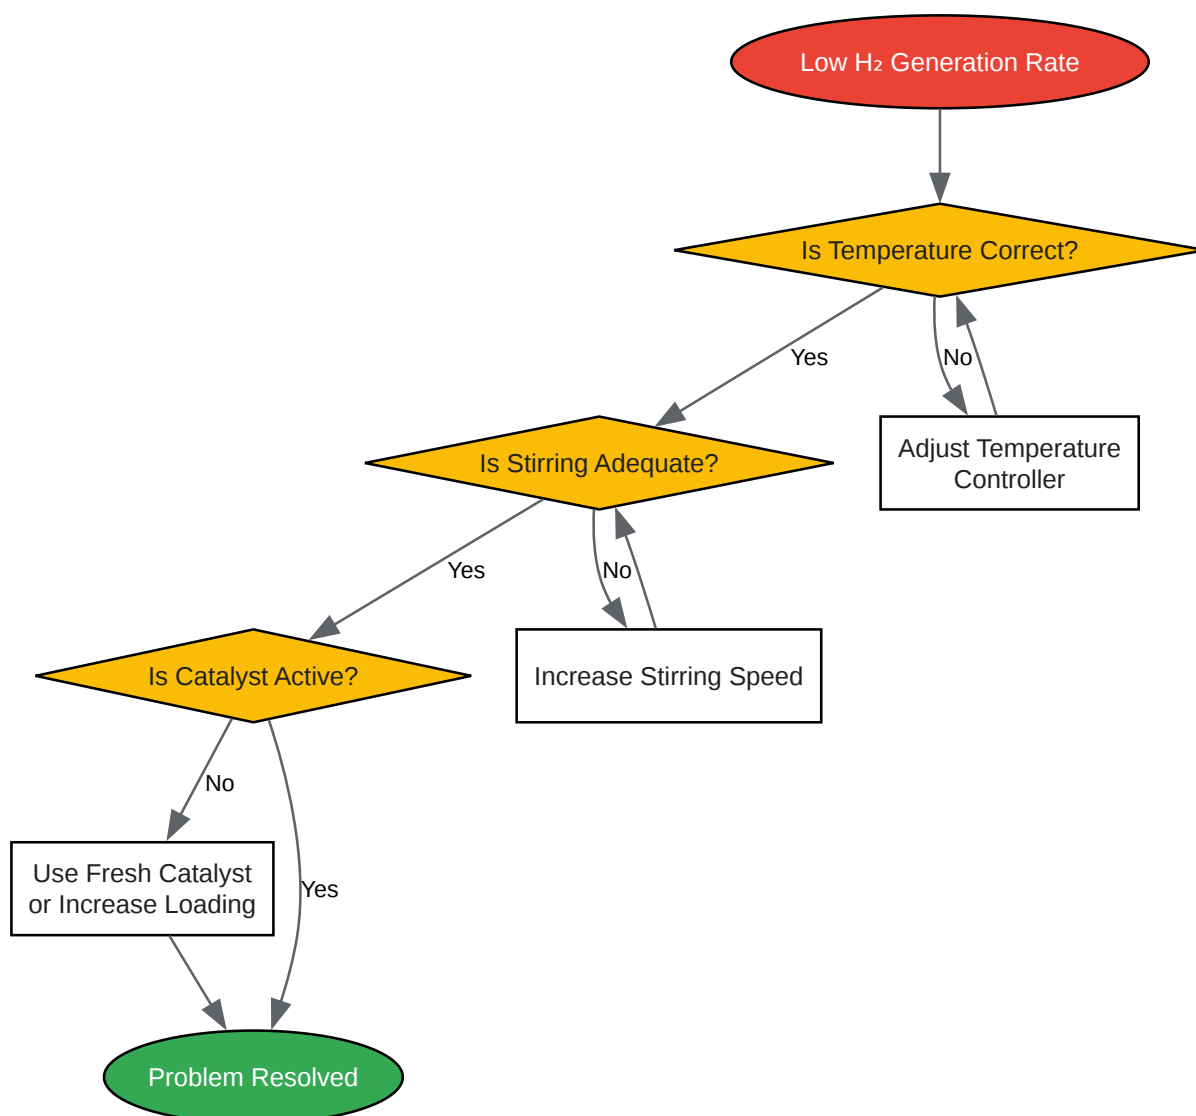 Low H₂ Generation Rate
Is Temperature Correct?
Yes
No
Adjust Temperature
Controller
Is Stirring Adequate?
Yes
No
Increase Stirring Speed
Is Catalyst Active?
No
Yes
Use Fresh Catalyst
or Increase Loading
Problem Resolved